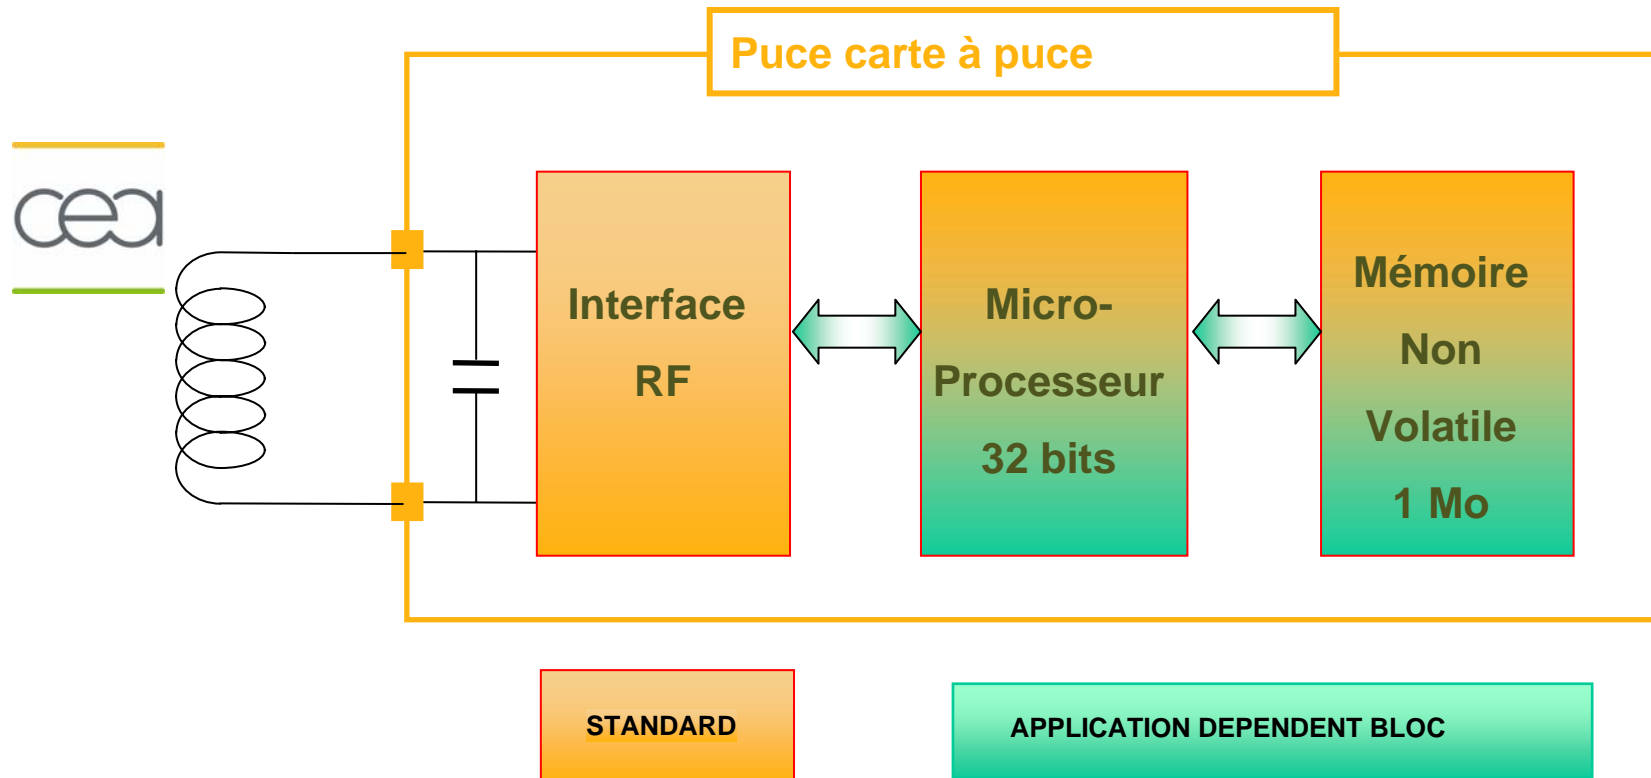 Puce carte à puce
cea
Interface
RF
Micro-
Processeur
32 bits
Mémoire
Non
Volatile
1 Mo
STANDARD
APPLICATION DEPENDENT BLOC